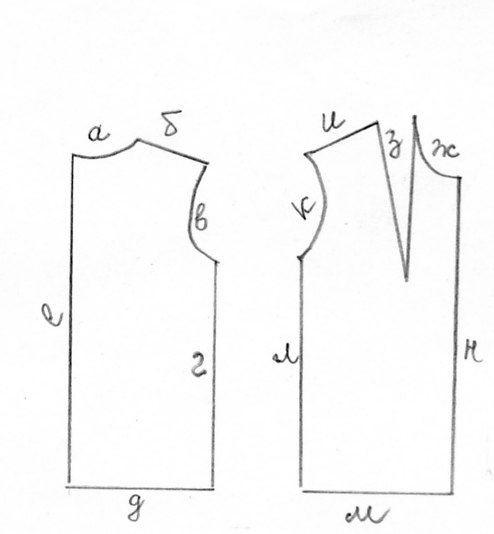 а б
и з ж
в к
е г л н
д м